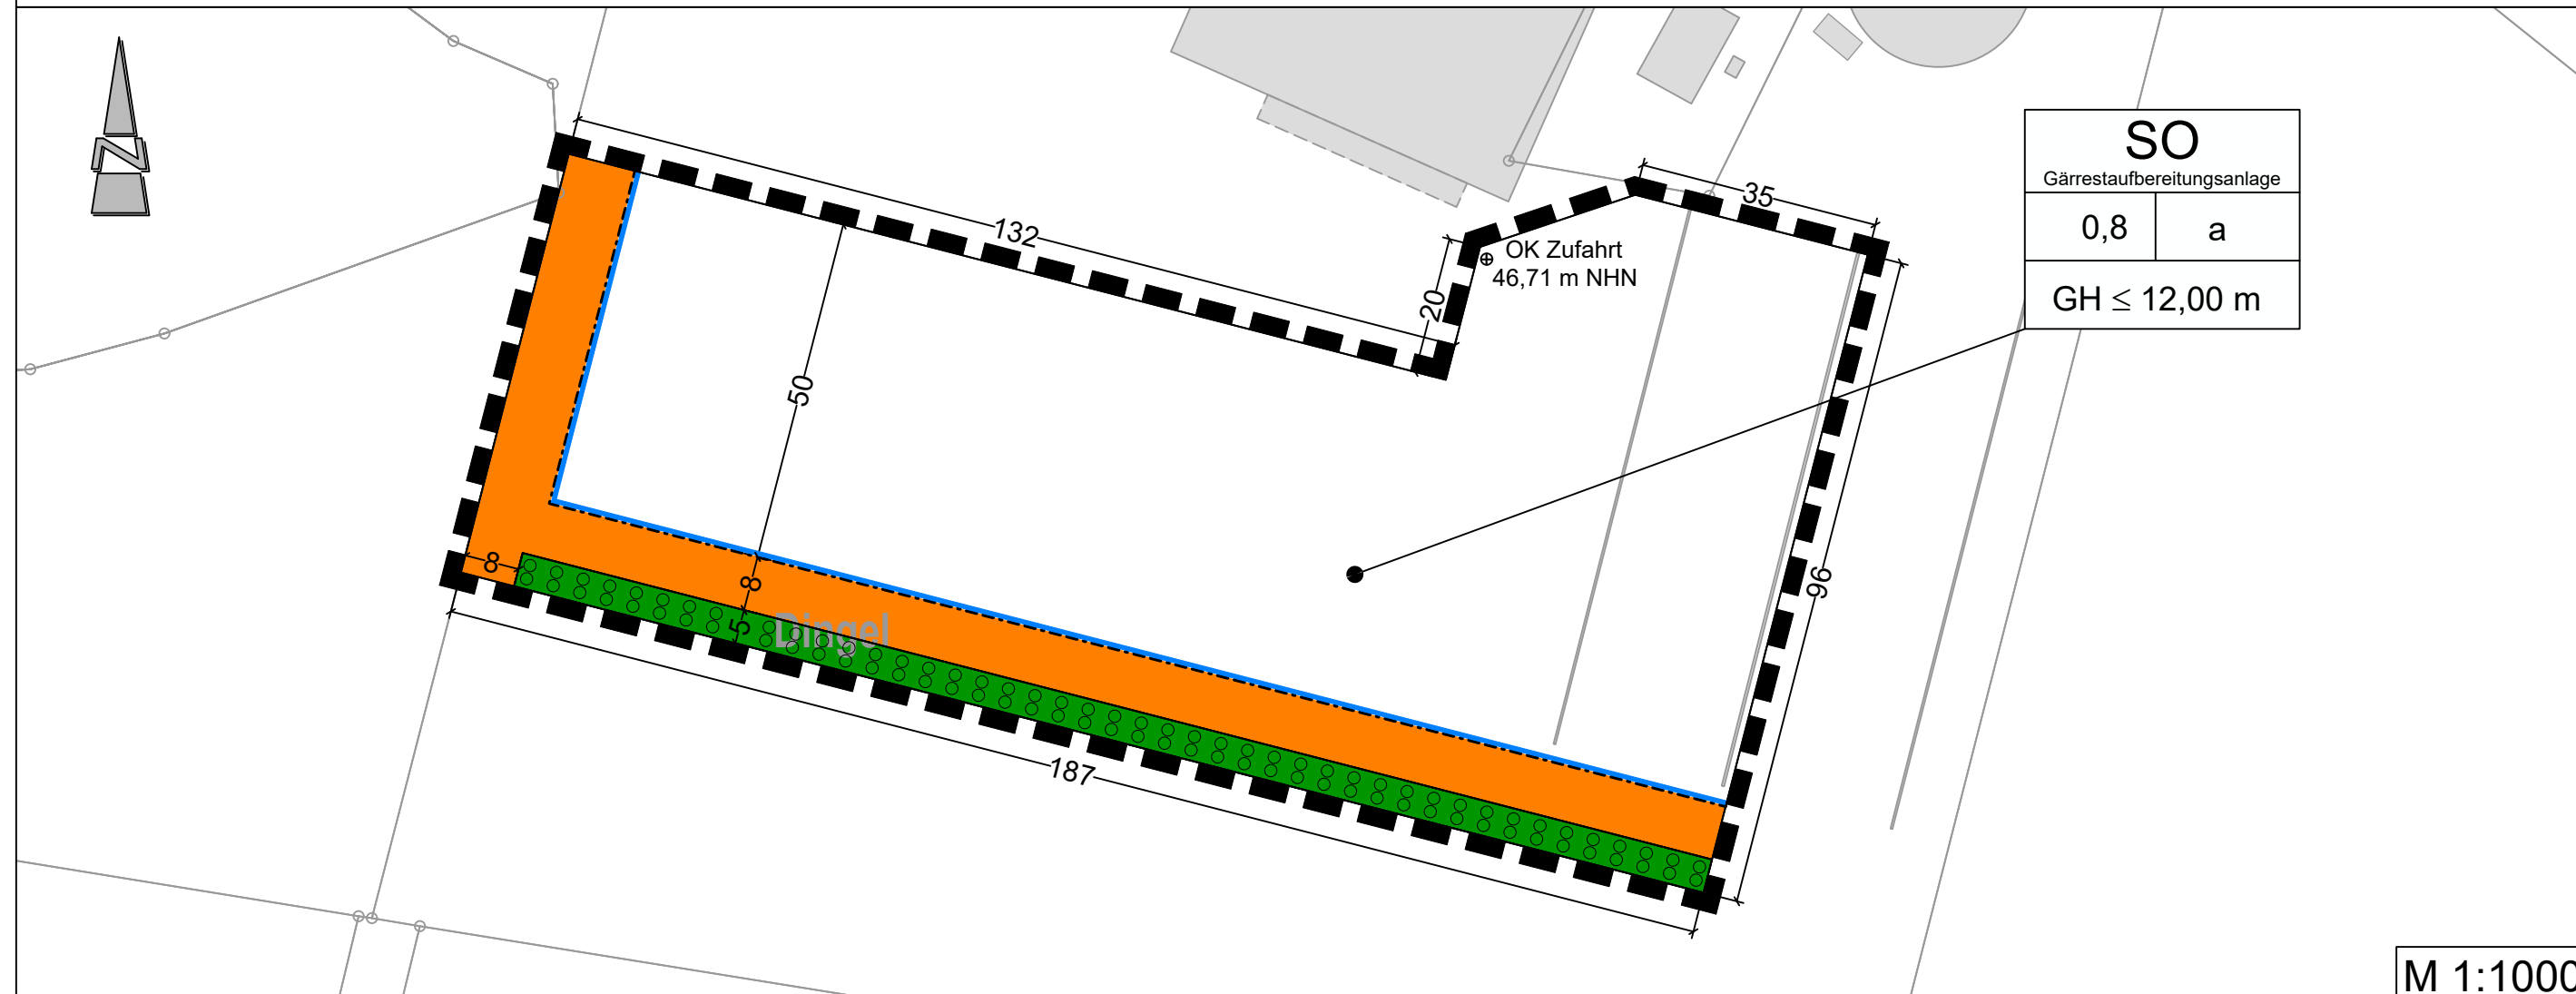 N
SO
Gärrestaufbereitungsanlage
0,8
a
GH ≤ 12,00 m
132
35
OK Zufahrt
46,71 m NHN
20
50
8
8
5
Dingel
96
187
M 1:1000